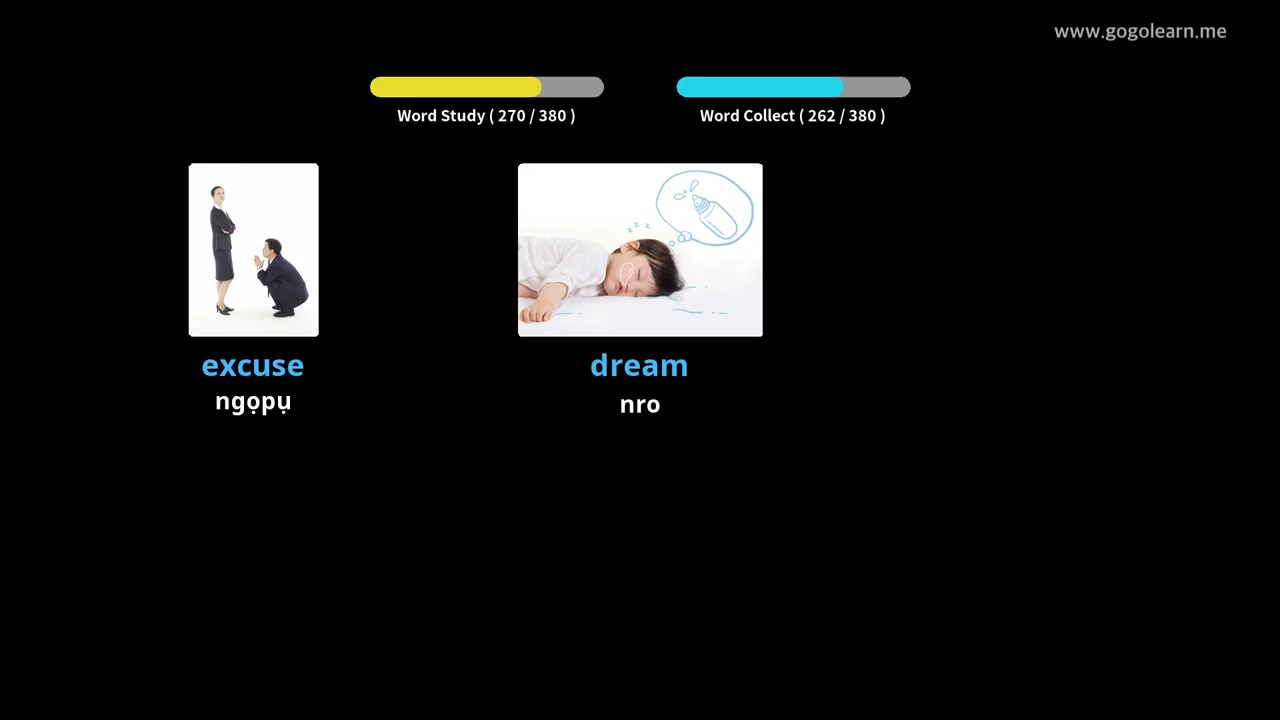 www.gogolearn.me
Word Study ( 270 / 380 )
Word Collect ( 262 / 380 )
excuse
ngọpụ
dream
nro